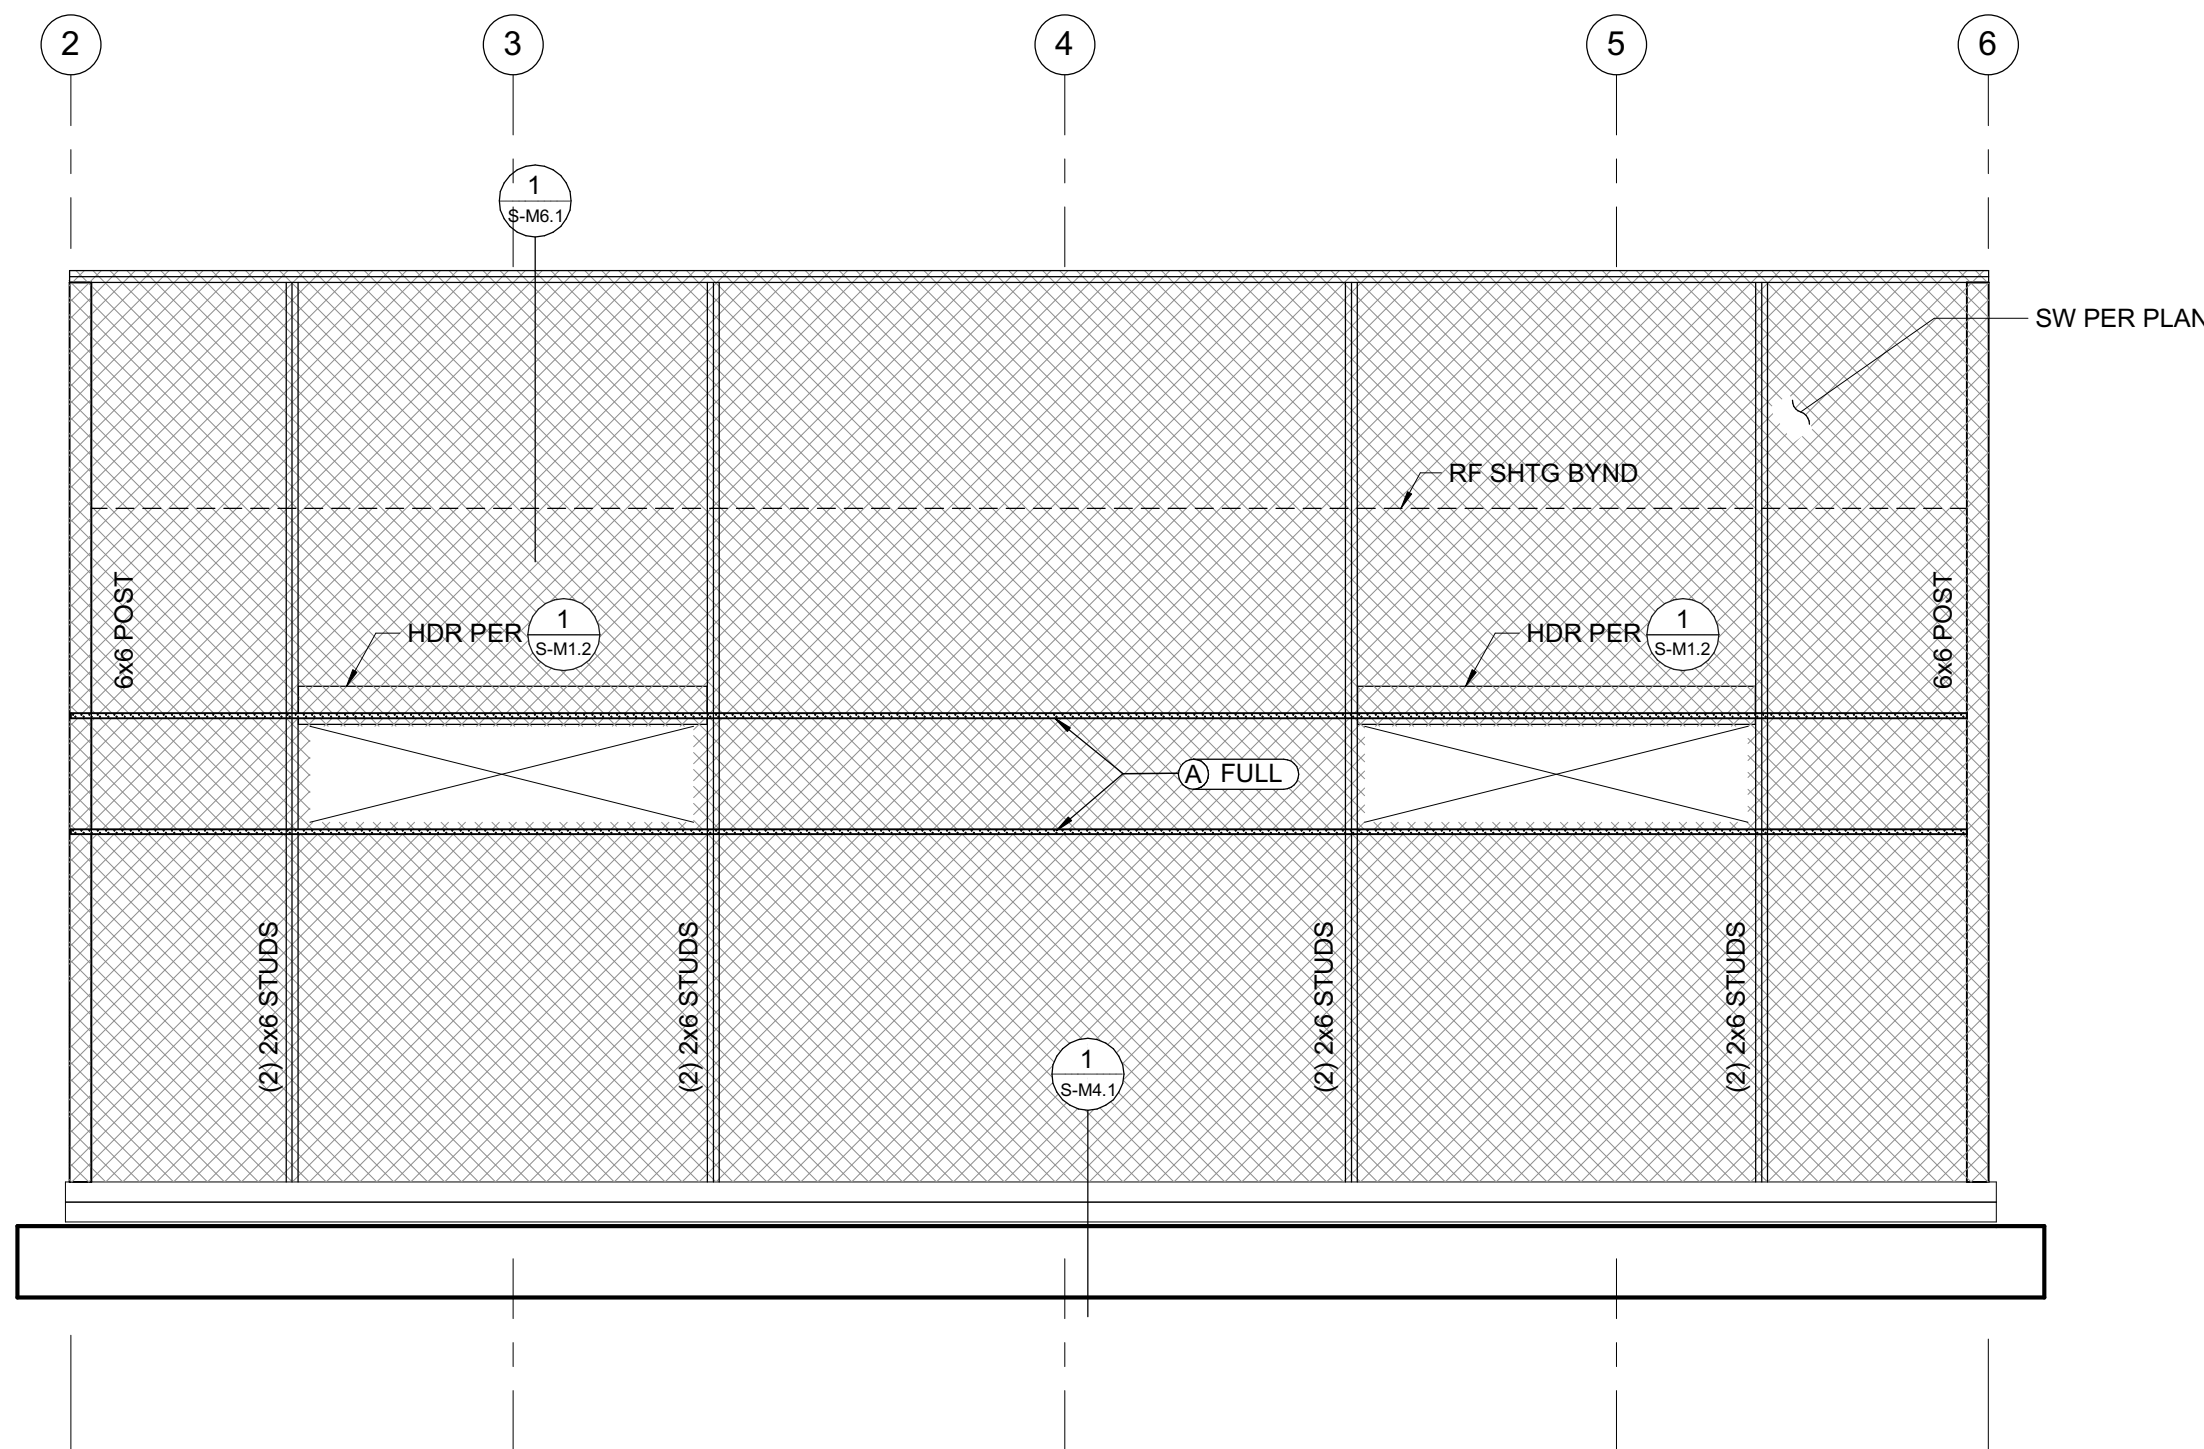 2
3
4
5
6
1
S-M6.1
SW PER PLAN
RF SHTG BYND
6x6 POST
HDR PER
1
S-M1.2
HDR PER
1
S-M1.2
6x6 POST
A FULL
(2) 2x6 STUDS
(2) 2x6 STUDS
(2) 2x6 STUDS
(2) 2x6 STUDS
1
S-M4.1